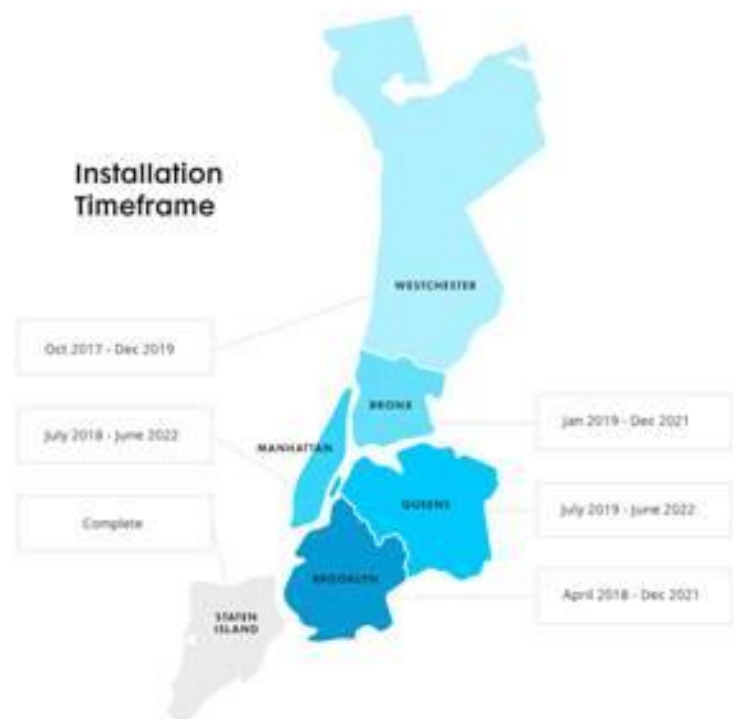 Installation
Timeframe
WESTCHESTER
Oct 2017 - Dec 2019
BRONX
Jan 2019 - Dec 2021
July 2018 - June 2022
MANHATTAN
QUEENS
July 2019 - June 2022
Complete
BROOKLYN
April 2018 - Dec 2021
STATEN
ISLAND